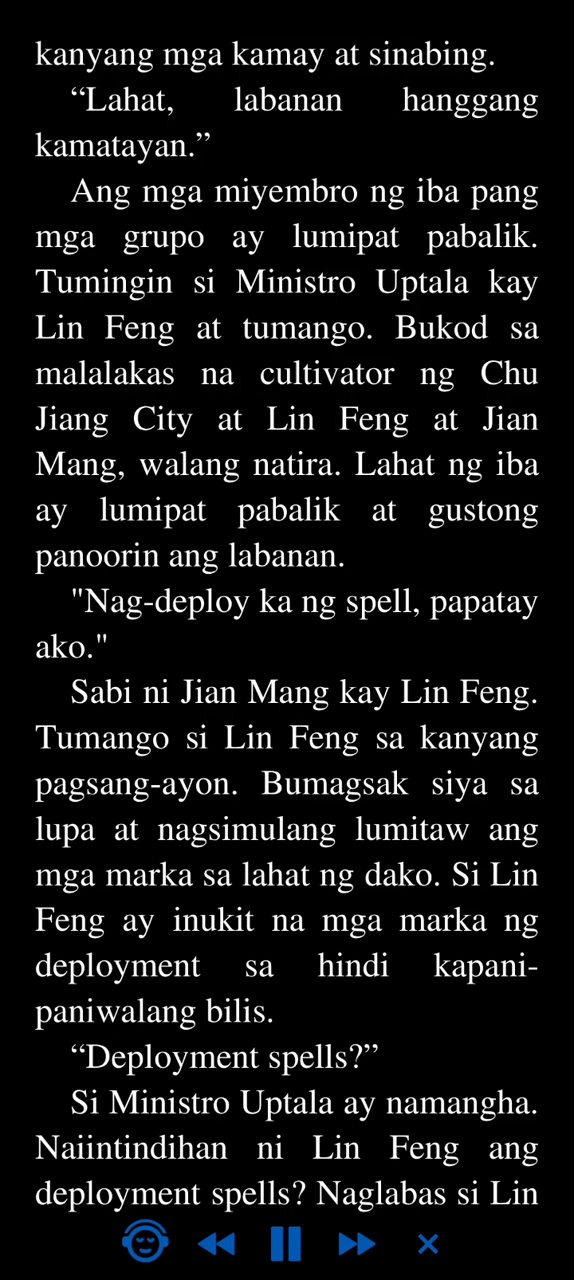 kanyang mga kamay at sinabing.
“Lahat, labanan hanggang
kamatayan.”
Ang mga miyembro ng iba pang
mga grupo ay lumipat pabalik.
Tumingin si Ministro Uptala kay
Lin Feng at tumango. Bukod sa
malalakas na cultivator ng Chu
Jiang City at Lin Feng at Jian
Mang, walang natira. Lahat ng iba
ay lumipat pabalik at gustong
panoorin ang labanan.
"Nag-deploy ka ng spell, papatay
ako."
Sabi ni Jian Mang kay Lin Feng.
Tumango si Lin Feng sa kanyang
pagsang-ayon. Bumagsak siya sa
lupa at nagsimulang lumitaw ang
mga marka sa lahat ng dako. Si Lin
Feng ay inukit na mga marka ng
deployment sa hindi kapani-
paniwalang bilis.
“Deployment spells?”
Si Ministro Uptala ay namangha.
Naiintindihan ni Lin Feng ang
deployment spells? Naglabas si Lin